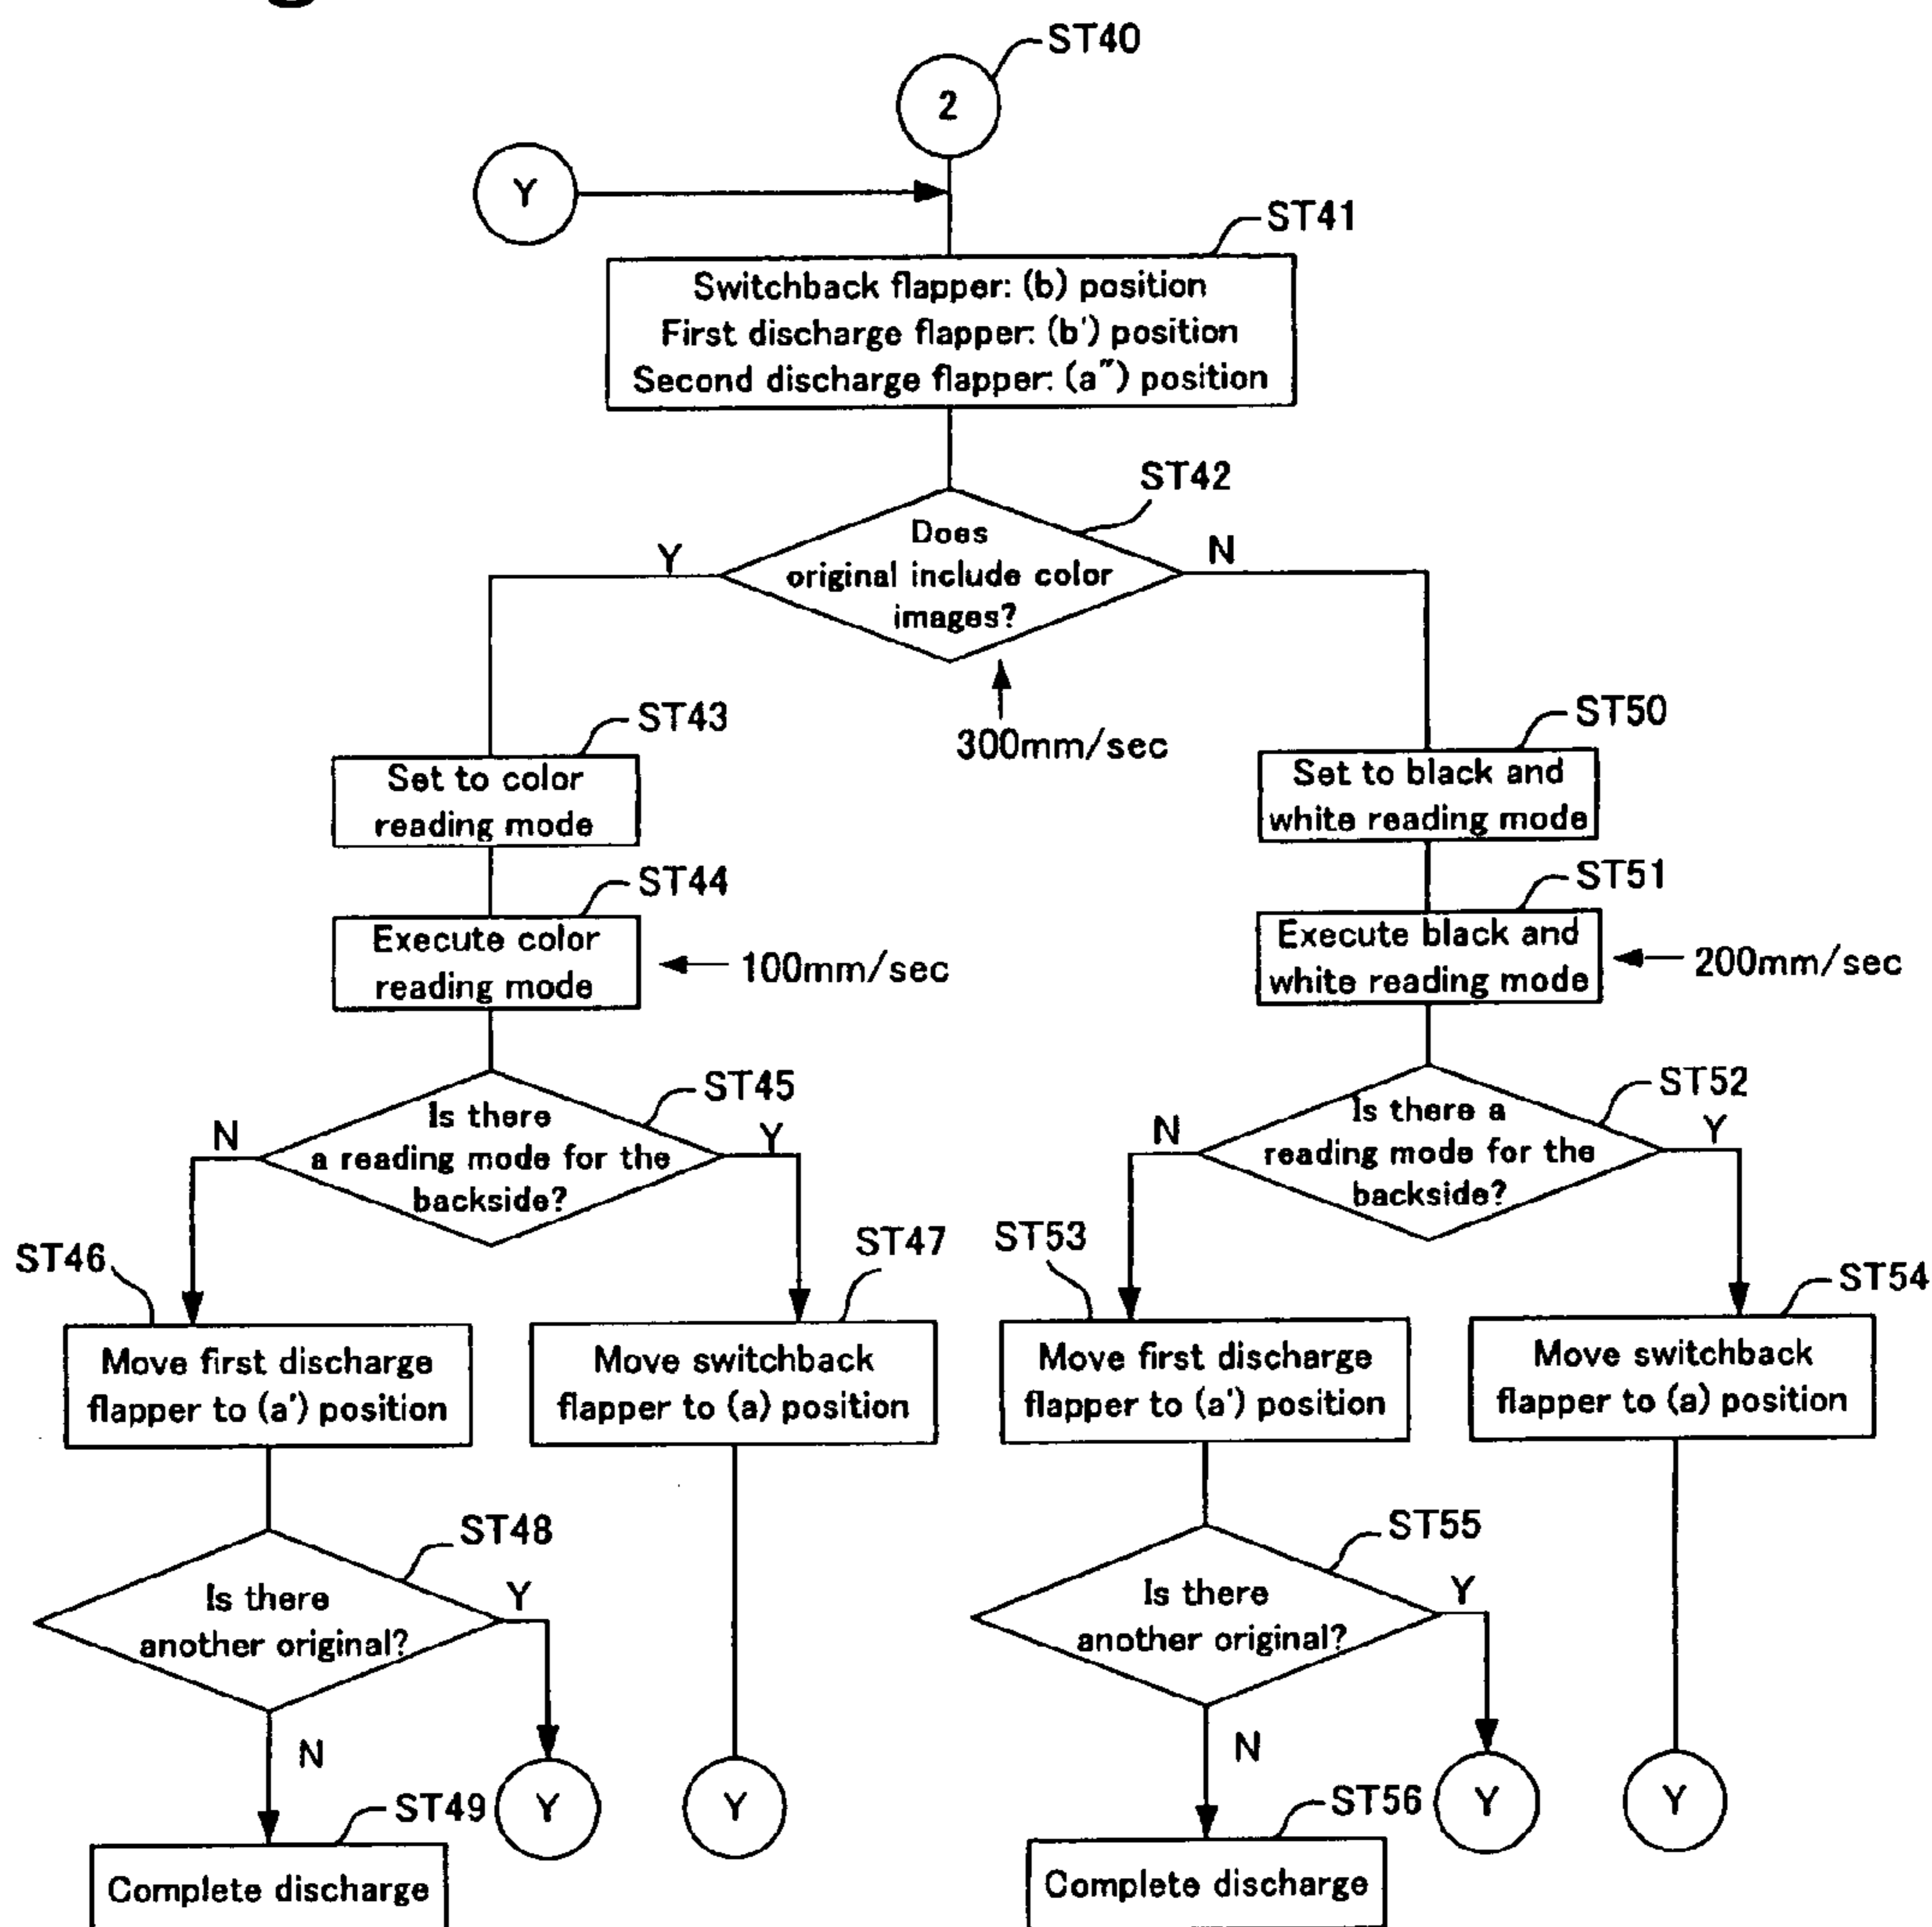 ST40
2
Y
ST41
Switchback flapper: (b) position
First discharge flapper: (b') position
Second discharge flapper: (a") position
ST42
Does
original include color
images?
Y
N
300mm/sec
ST43
Set to color
reading mode
ST50
Set to black and
white reading mode
ST44
Execute color
reading mode
100mm/sec
ST51
Execute black and
white reading mode
200mm/sec
ST45
Is there
a reading mode for the
backside?
N
Y
ST52
Is there a
reading mode for the
backside?
N
Y
ST46
Move first discharge
flapper to (a') position
ST47
Move switchback
flapper to (a) position
ST53
Move first discharge
flapper to (a') position
ST54
Move switchback
flapper to (a) position
ST48
Is there
another original?
Y
N
ST55
Is there
another original?
Y
N
ST49
Y
Y
ST56
Y
Y
Complete discharge
Complete discharge